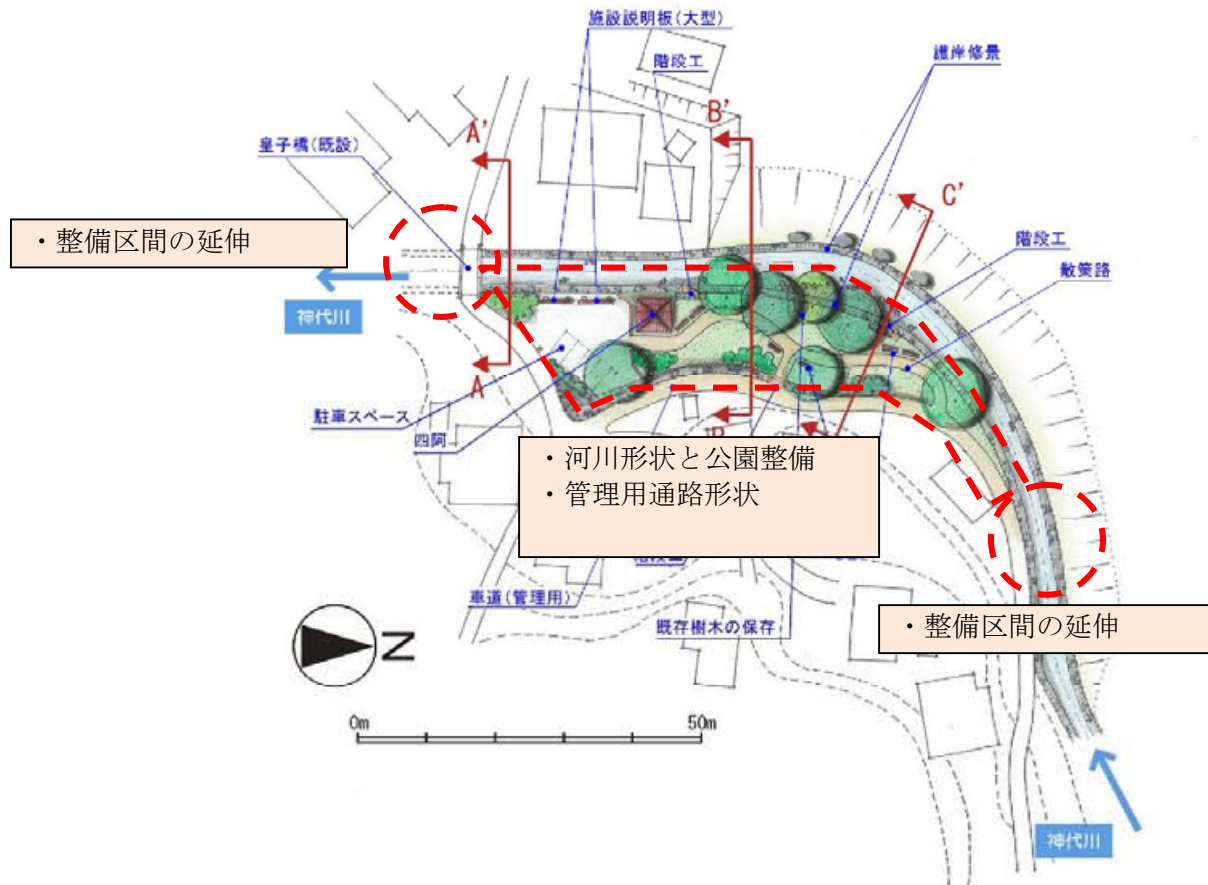 施設説明板(大型)
階段工
護岸修景
B'
A'
皇子橋(既設)
C'
・整備区間の延伸
階段工
散策路
神代川
A
駐車スペース
四阿
・河川形状と公園整備
・管理用通路形状
車道(管理用)
既存樹木の保存
・整備区間の延伸
N
0m
50m
神代川